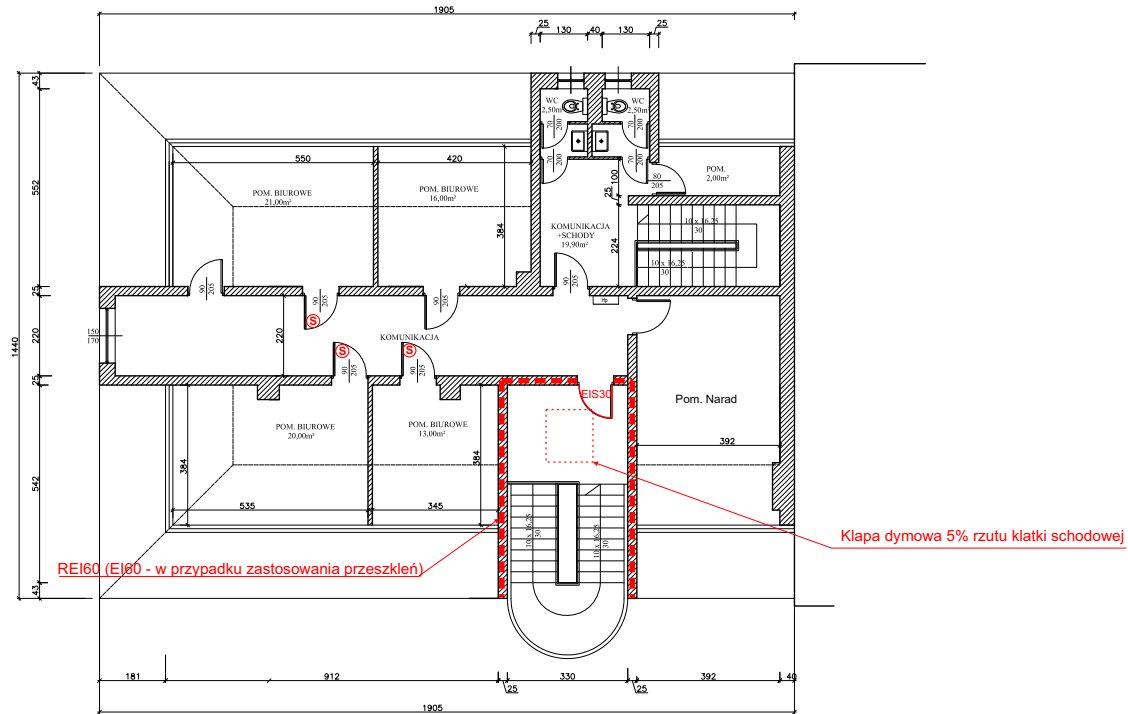 1905
25
25
130
40
130
43
WC
2,50m²
WC
2,50m²
70
200
70
200
70
200
70
200
550
420
552
POM. BIUROWE
21,00m²
POM. BIUROWE
16,00m²
384
100
25
80
205
POM.
2,00m²
KOMUNIKACJA
+SCHODY
19,90m²
224
10 x 16,25
30
10 x 16,25
30
90
205
90
205
90
205
90
205
Hp
25
1440
220
150
170
220
KOMUNIKACJA
S
S
S
90
205
90
205
25
EIS30
Pom. Narad
POM. BIUROWE
20,00m²
POM. BIUROWE
13,00m²
392
384
384
542
535
345
10 x 16,25
30
10 x 16,25
30
Klapa dymowa 5% rzutu klatki schodowej
REI60 (EI60 - w przypadku zastosowania przeszkleń)
43
181
912
25
330
25
392
40
1905